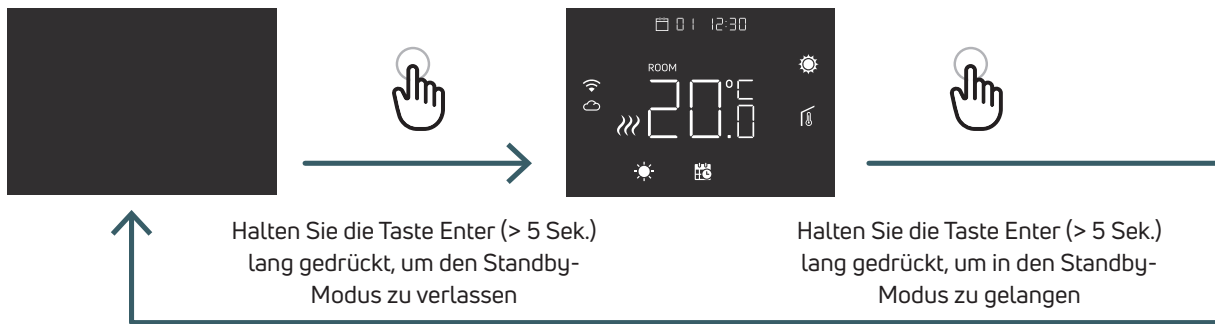 01 12:30
ROOM
20.0°C
Halten Sie die Taste Enter (> 5 Sek.)
lang gedrückt, um den Standby-
Modus zu verlassen
Halten Sie die Taste Enter (> 5 Sek.)
lang gedrückt, um in den Standby-
Modus zu gelangen